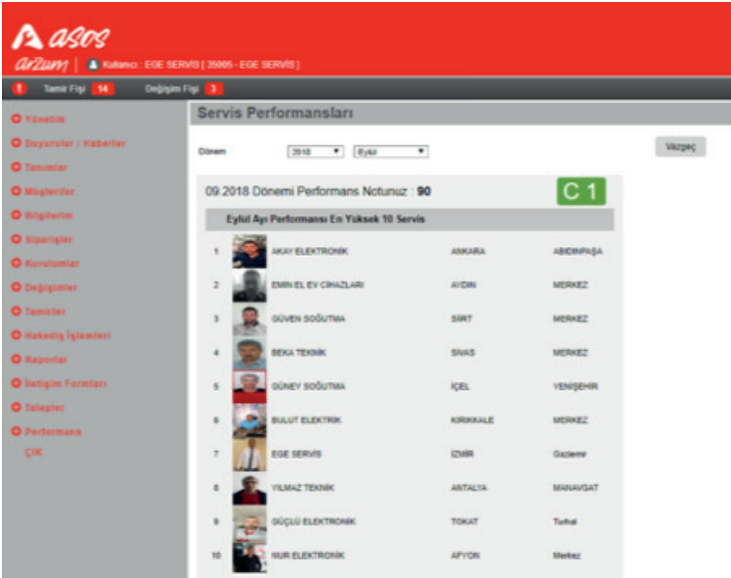 asos
arzum
Kullanıcı : EGE SERVİS [ 35005 - EGE SERVİS ]
Tamir Fişi 14 Değişim Fişi 3
Yönetim
Duyurular / Haberler
Tanımlar
Müşteriler
Bilgilerim
Siparişler
Kurulumlar
Değişimler
Tamirler
Hakediş İşlemleri
Raporlar
İletişim Formları
Talepler
Performans
ÇIK
Servis Performansları
Dönem 2018 Eylül Vazgeç
09.2018 Dönemi Performans Notunuz : 90 C 1
Eylül Ayı Performansı En Yüksek 10 Servis
1 AKAY ELEKTRONİK ANKARA ABİDİNPAŞA
2 EMİN EL EV CİHAZLARI AYDIN MERKEZ
3 GÜVEN SOĞUTMA SİİRT MERKEZ
4 BEKA TEKNİK SİVAS MERKEZ
5 GÜNEY SOĞUTMA İÇEL YENİŞEHİR
6 BULUT ELEKTRİK KIRIKKALE MERKEZ
7 EGE SERVİS İZMİR Gaziemir
8 YILMAZ TEKNİK ANTALYA MANAVGAT
9 GÜÇLÜ ELEKTRONİK TOKAT Turhal
10 NUR ELEKTRONİK AFYON Merkez